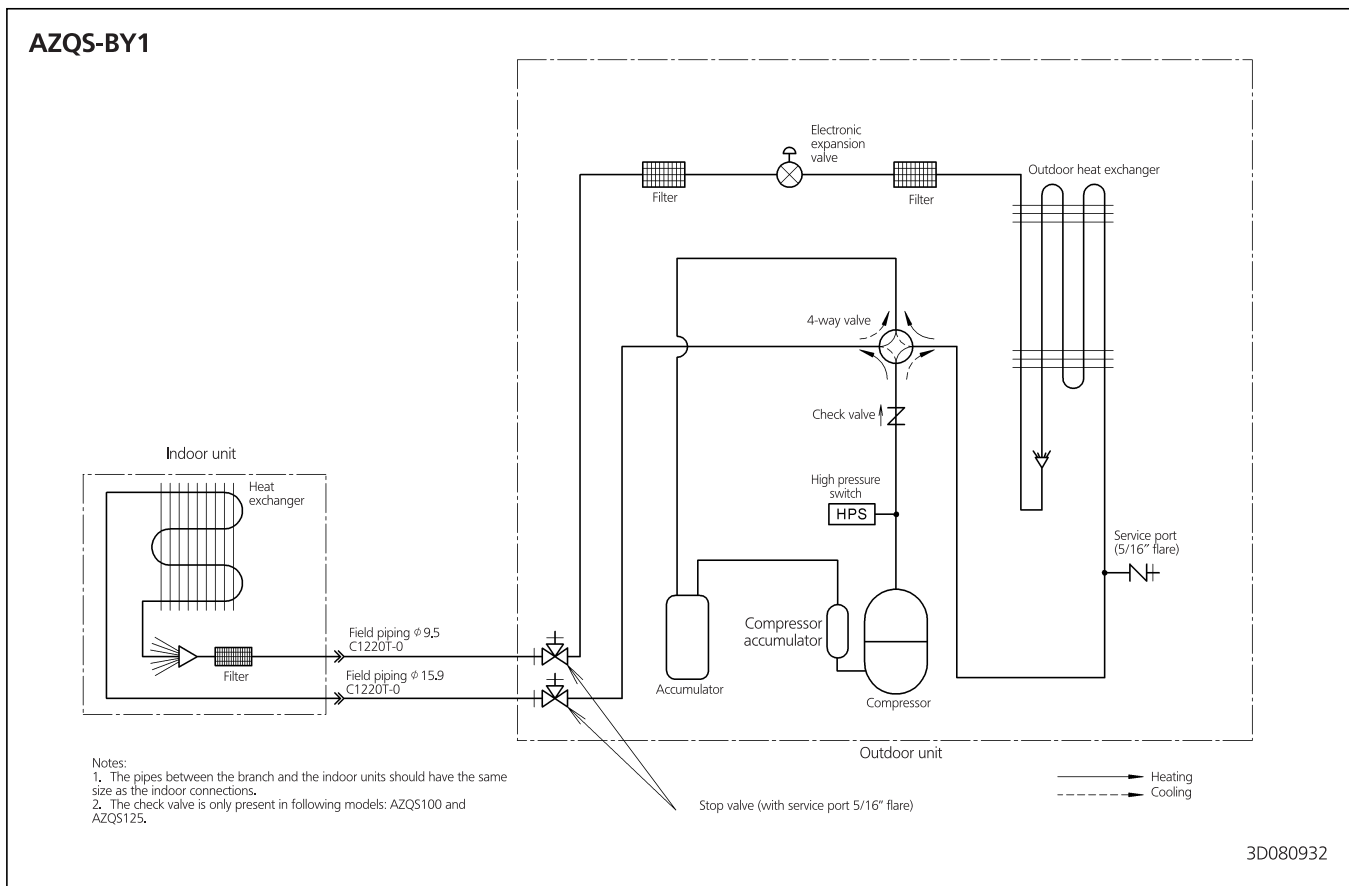 AZQS-BY1
Electronic
expansion
valve
Filter
Filter
Outdoor heat exchanger
4-way valve
Check valve
High pressure
switch
HPS
Service port
(5/16" flare)
Indoor unit
Heat
exchanger
Compressor
accumulator
Field piping ϕ 9.5
C1220T-0
Filter
Field piping ϕ 15.9
C1220T-0
Accumulator
Compressor
Outdoor unit
Notes:
1. The pipes between the branch and the indoor units should have the same
size as the indoor connections.
2. The check valve is only present in following models: AZQS100 and
AZQS125.
Stop valve (with service port 5/16" flare)
Heating
Cooling
3D080932